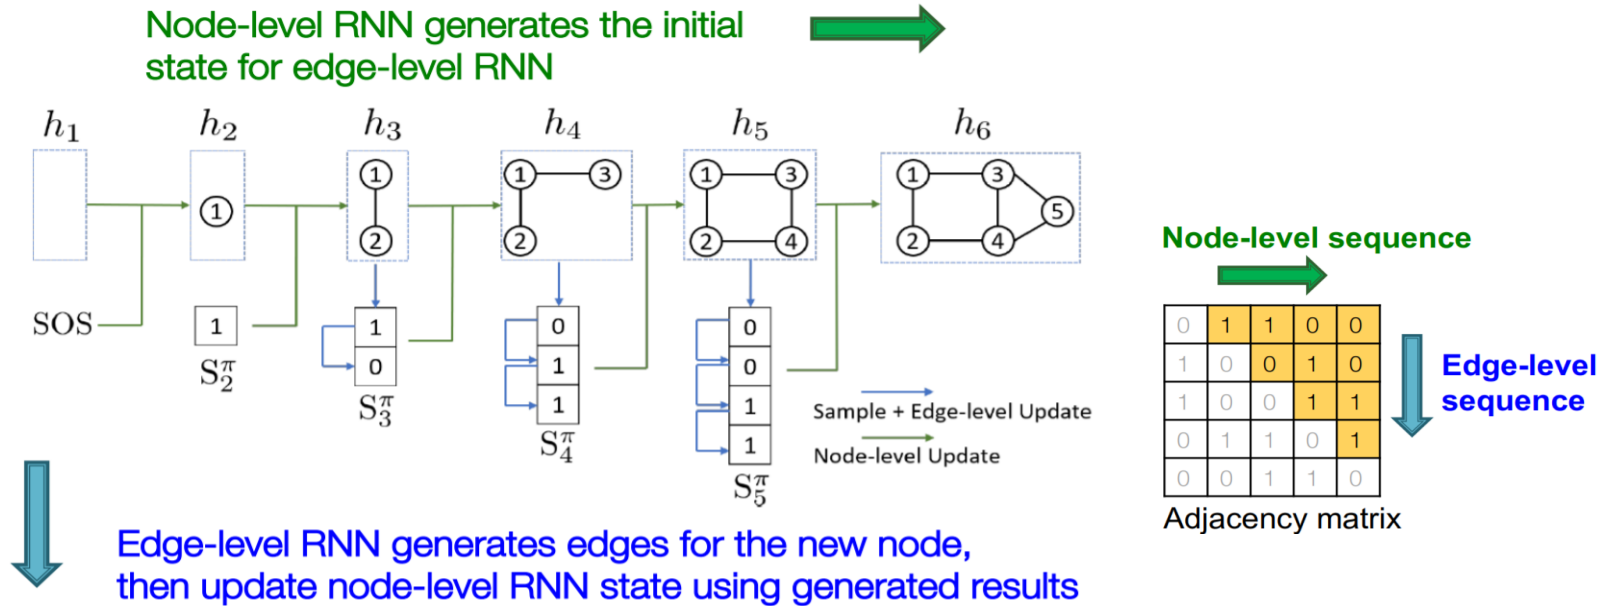 Node-level RNN generates the initial
state for edge-level RNN
h1 h2 h3 h4 h5 h6
1
1
2
1 3
2
1 3
2 4
1 3
5
2 4
SOS
1
S2π
1
0
S3π
0
1
1
S4π
0
0
1
1
S5π
Sample + Edge-level Update
Node-level Update
Node-level sequence
0 1 1 0 0
1 0 0 1 0
1 0 0 1 1
0 1 1 0 1
0 0 1 1 0
Edge-level
sequence
Adjacency matrix
Edge-level RNN generates edges for the new node,
then update node-level RNN state using generated results